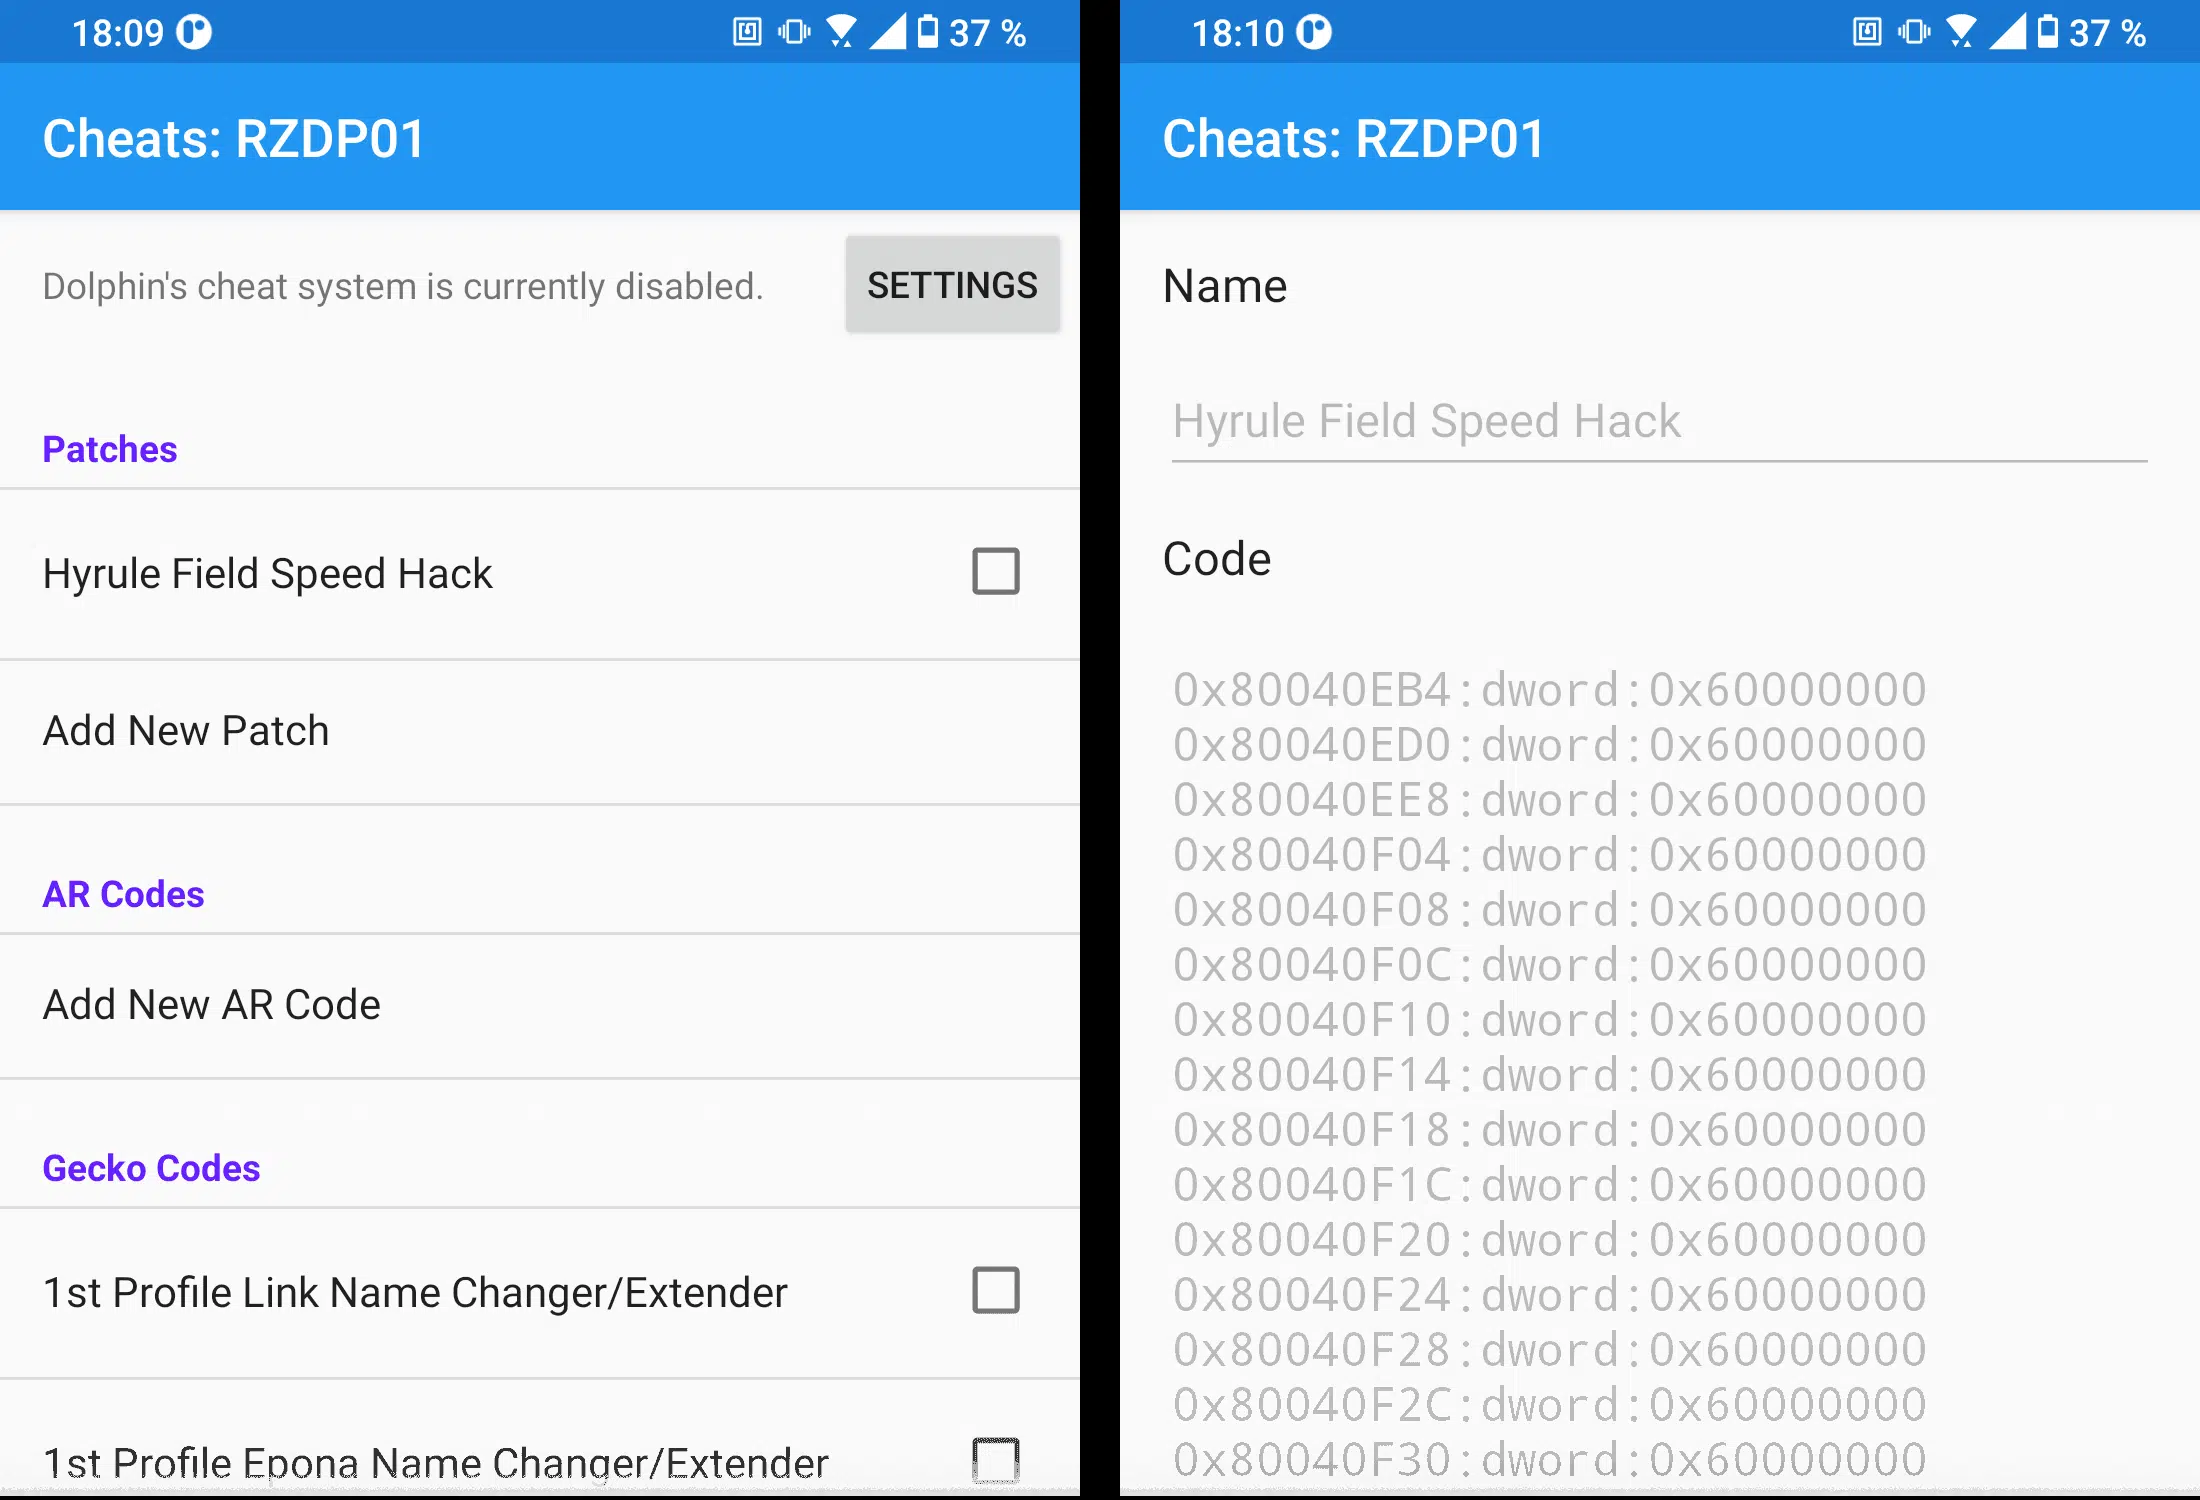 18:09
37 %
Cheats: RZDP01
Dolphin's cheat system is currently disabled.
SETTINGS
Patches
Hyrule Field Speed Hack
Add New Patch
AR Codes
Add New AR Code
Gecko Codes
1st Profile Link Name Changer/Extender
1st Profile Epona Name Changer/Extender
18:10
37 %
Cheats: RZDP01
Name
Hyrule Field Speed Hack
Code
0x80040EB4:dword:0x60000000
0x80040ED0:dword:0x60000000
0x80040EE8:dword:0x60000000
0x80040F04:dword:0x60000000
0x80040F08:dword:0x60000000
0x80040F0C:dword:0x60000000
0x80040F10:dword:0x60000000
0x80040F14:dword:0x60000000
0x80040F18:dword:0x60000000
0x80040F1C:dword:0x60000000
0x80040F20:dword:0x60000000
0x80040F24:dword:0x60000000
0x80040F28:dword:0x60000000
0x80040F2C:dword:0x60000000
0x80040F30:dword:0x60000000